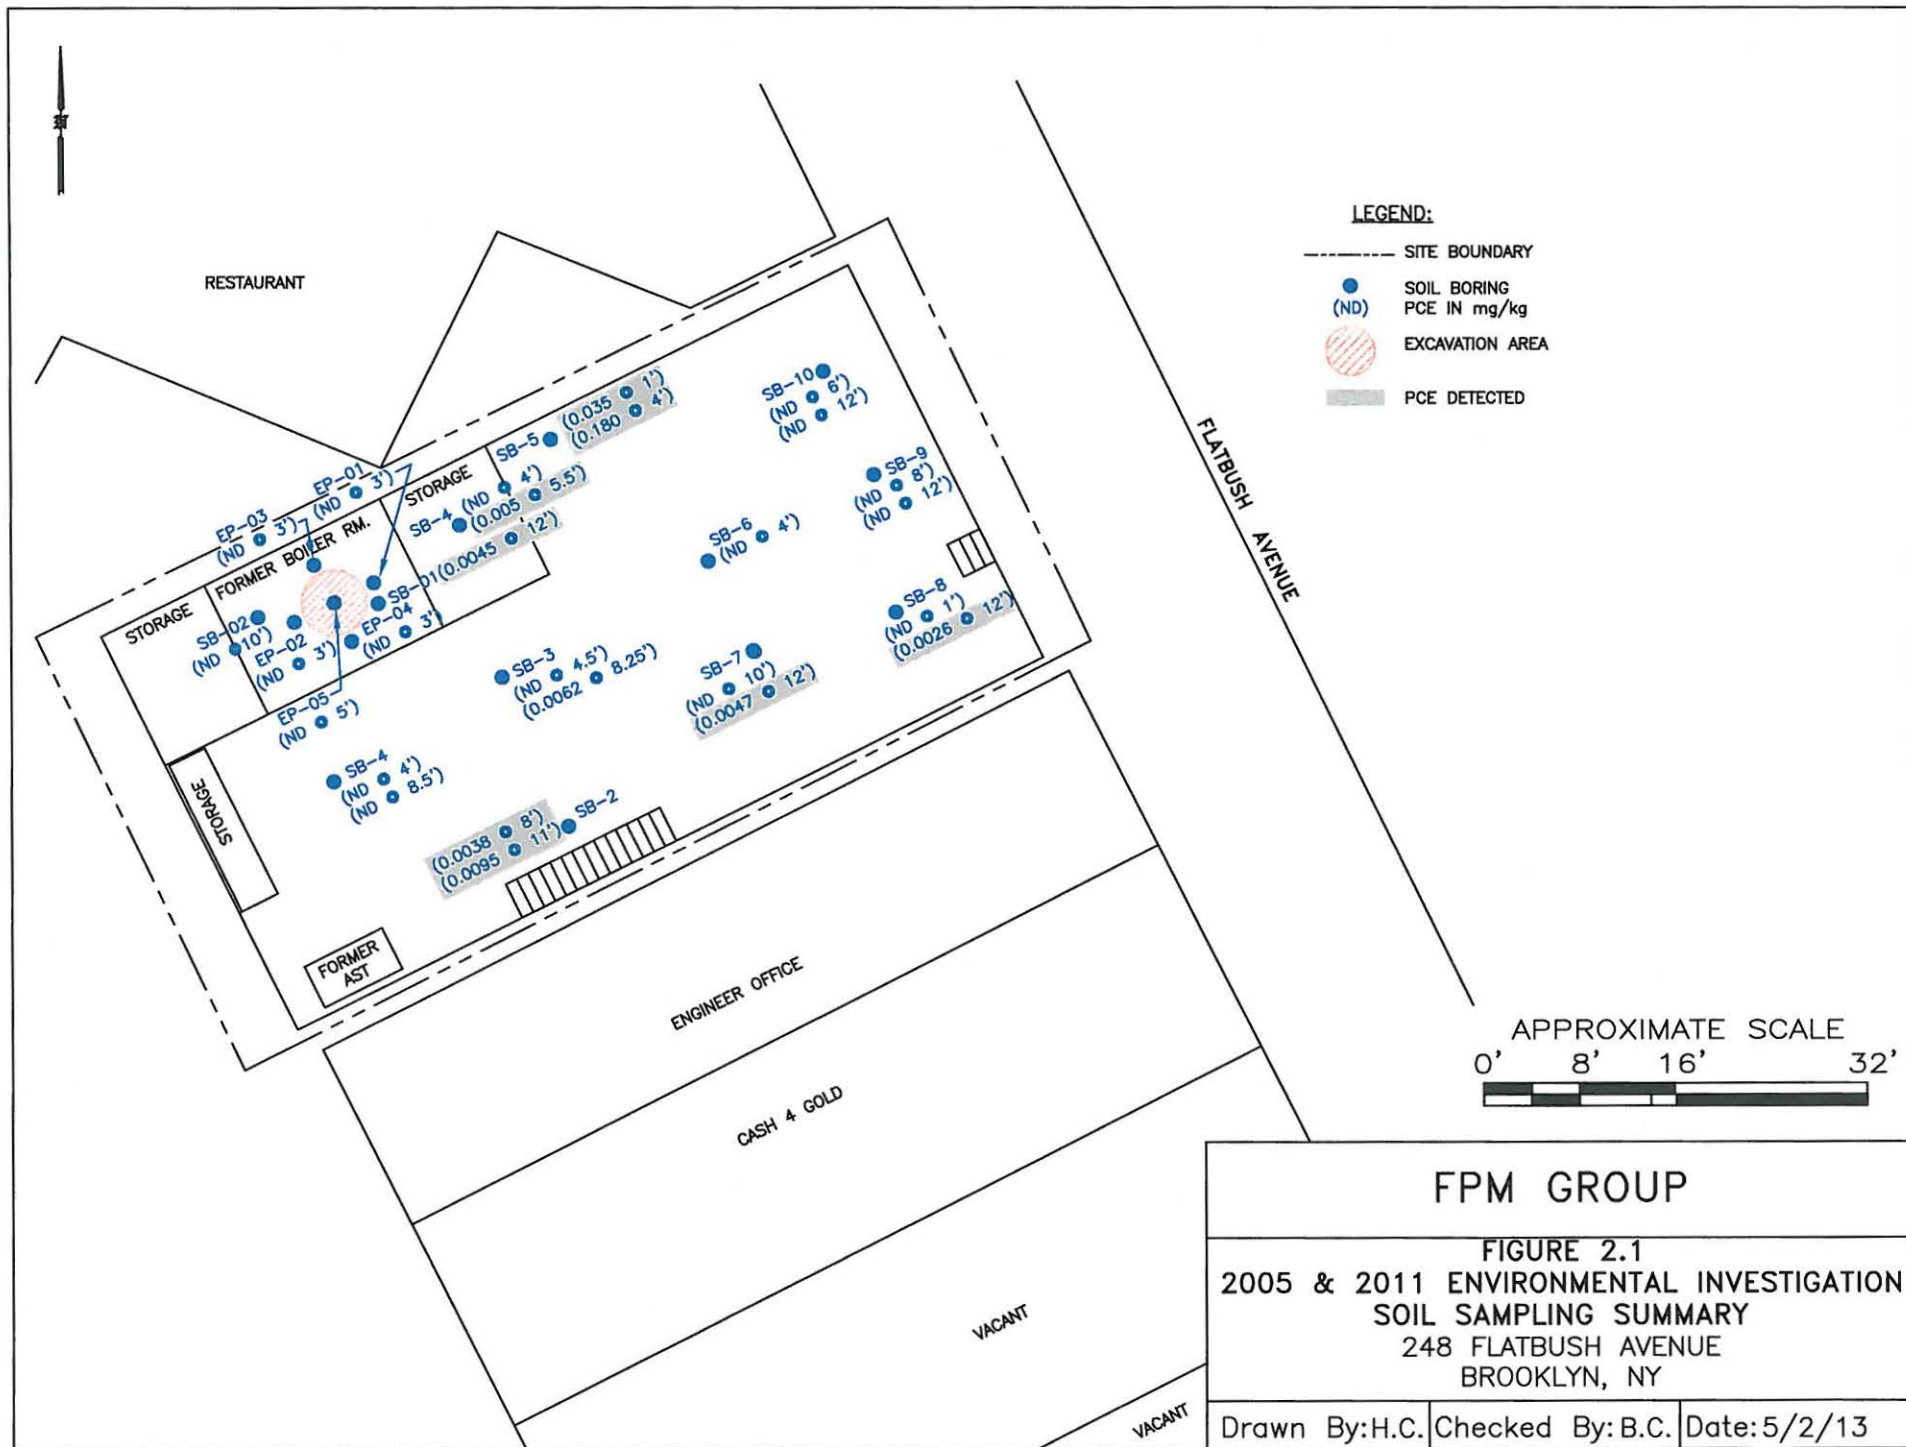 N
RESTAURANT
LEGEND:
SITE BOUNDARY
SOIL BORING
(ND) PCE IN mg/kg
EXCAVATION AREA
PCE DETECTED
FLATBUSH AVENUE
SB-10
(ND @ 6')
(ND @ 12')
SB-5
(0.035 @ 1')
(0.180 @ 4')
SB-9
(ND @ 8')
(ND @ 12')
STORAGE
SB-4
(ND @ 4')
(0.005 @ 5.5')
EP-01
(ND @ 3')
EP-03
(ND @ 3')
FORMER BOILER RM.
SB-01 (0.0045 @ 12')
SB-6
(ND @ 4')
STORAGE
SB-02
(ND @ 10')
EP-02
(ND @ 3')
EP-04
(ND @ 3')
EP-05
(ND @ 5')
SB-8
(ND @ 1')
(0.0026 @ 12')
SB-3
(ND @ 4.5')
(0.0062 @ 8.25')
SB-7
(ND @ 10')
(0.0047 @ 12')
SB-4
(ND @ 4')
(ND @ 8.5')
STORAGE
SB-2
(0.0038 @ 8')
(0.0095 @ 11')
FORMER
AST
ENGINEER OFFICE
CASH 4 GOLD
VACANT
VACANT
APPROXIMATE SCALE
0' 8' 16' 32'
FPM GROUP
FIGURE 2.1
2005 & 2011 ENVIRONMENTAL INVESTIGATION
SOIL SAMPLING SUMMARY
248 FLATBUSH AVENUE
BROOKLYN, NY
Drawn By:H.C. Checked By:B.C. Date:5/2/13